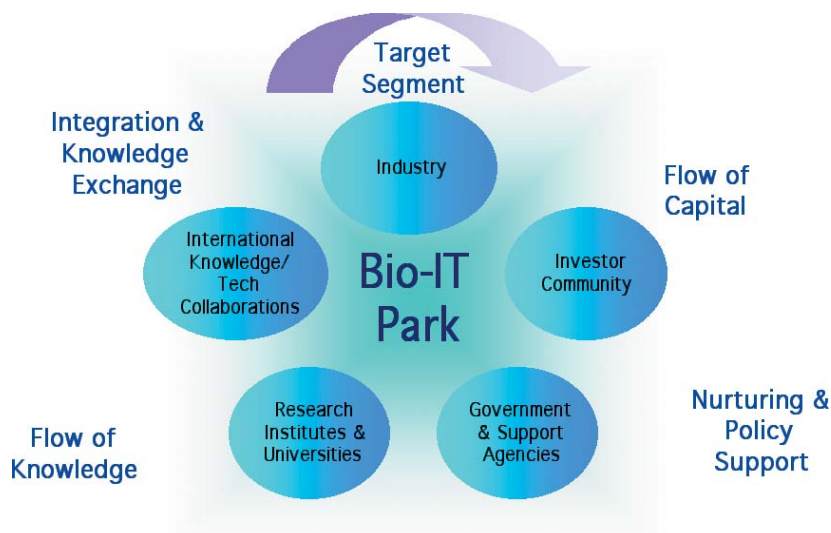 Target
Segment
Industry
Integration &
Knowledge
Exchange
Flow of
Capital
International
Knowledge/
Tech
Collaborations
Bio-IT
Park
Investor
Community
Research
Institutes &
Universities
Government
& Support
Agencies
Flow of
Knowledge
Nurturing &
Policy
Support